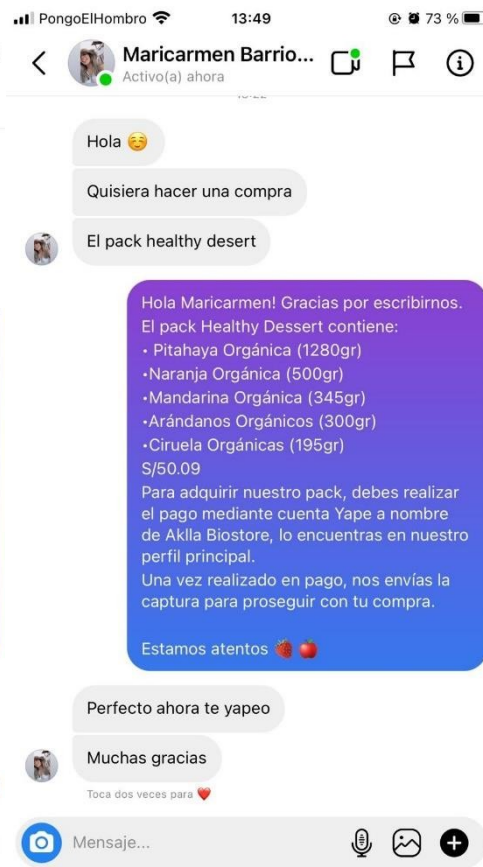 PongoElHombro 13:49 73 %
Maricarmen Barrio...
Activo(a) ahora
Hola ☺️
Quisiera hacer una compra
El pack healthy desert
Hola Maricarmen! Gracias por escribirnos.
El pack Healthy Dessert contiene:
• Pitahaya Orgánica (1280gr)
•Naranja Orgánica (500gr)
•Mandarina Orgánica (345gr)
•Arándanos Orgánicos (300gr)
•Ciruela Orgánicas (195gr)
S/50.09
Para adquirir nuestro pack, debes realizar
el pago mediante cuenta Yape a nombre
de Aklla Biostore, lo encuentras en nuestro
perfil principal.
Una vez realizado en pago, nos envías la
captura para proseguir con tu compra.
Estamos atentos 🍓 🍎
Perfecto ahora te yapeo
Muchas gracias
Toca dos veces para ❤️
Mensaje...